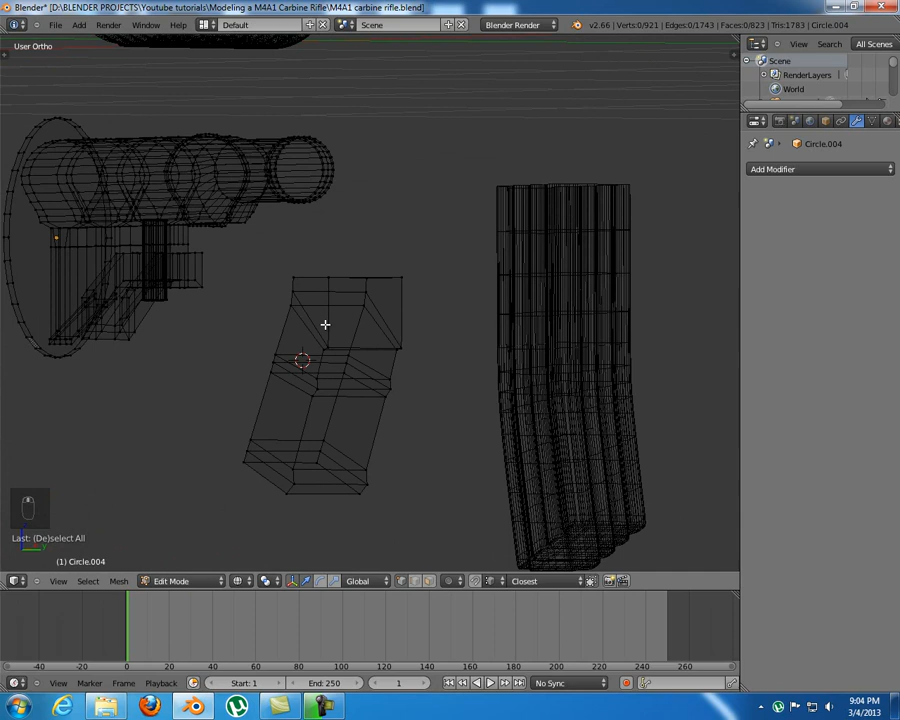 Blender* [D:\BLENDER PROJECTS\Youtube tutorials\Modeling a M4A1 Carbine Rifle\M4A1 carbine rifle.blend]
File Add Render Window Help Default Scene Blender Render v2.66 | Verts:0/921 | Edges:0/1743 | Faces:0/823 | Tris:1783 | Circle.004
User Ortho
View Search All Scenes
Scene
RenderLayers
World
Circle.004
Add Modifier
Last: (De)select All
(1) Circle.004
View Select Mesh Edit Mode Global Closest
-40 -20 0 20 40 60 80 100 120 140 160 180 200 220 240 260 280
View Marker Frame Playback Start: 1 End: 250 1 No Sync
9:04 PM
3/4/2013